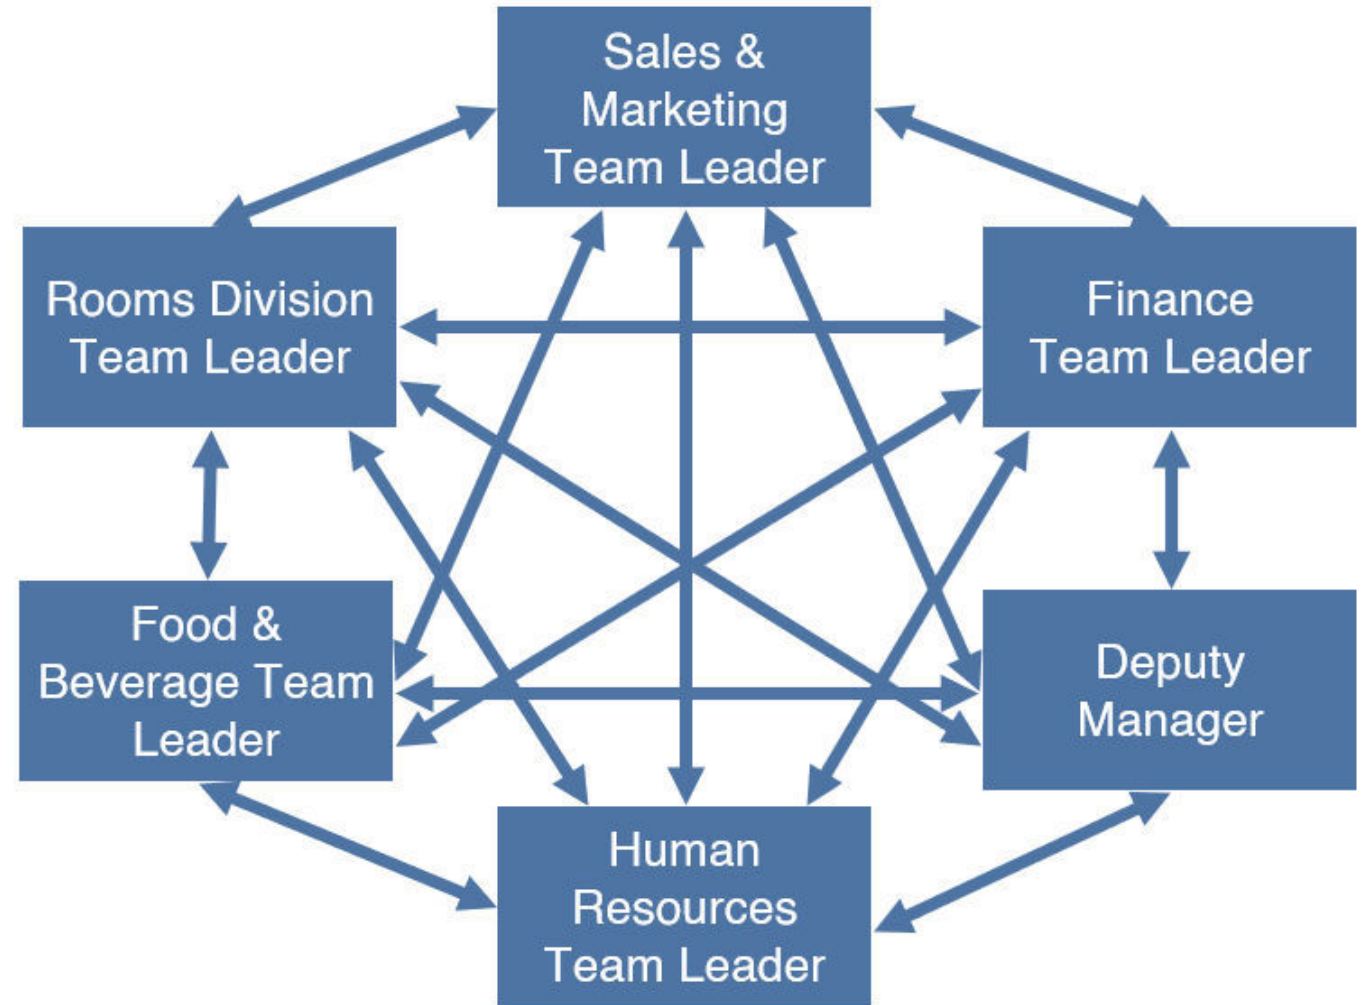 Sales &
Marketing
Team Leader
Rooms Division
Team Leader
Finance
Team Leader
Food &
Beverage Team
Leader
Deputy
Manager
Human
Resources
Team Leader